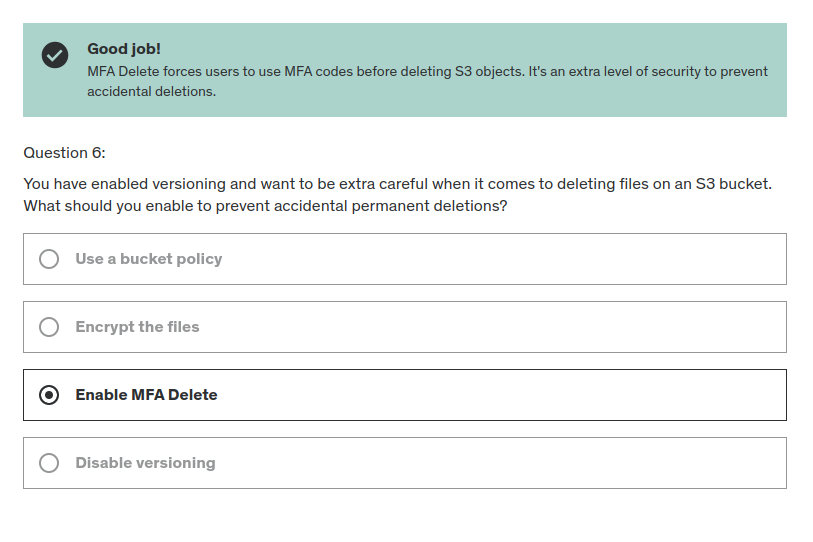 Good job!
MFA Delete forces users to use MFA codes before deleting S3 objects. It's an extra level of security to prevent
accidental deletions.
Question 6:
You have enabled versioning and want to be extra careful when it comes to deleting files on an S3 bucket.
What should you enable to prevent accidental permanent deletions?
Use a bucket policy
Encrypt the files
Enable MFA Delete
Disable versioning